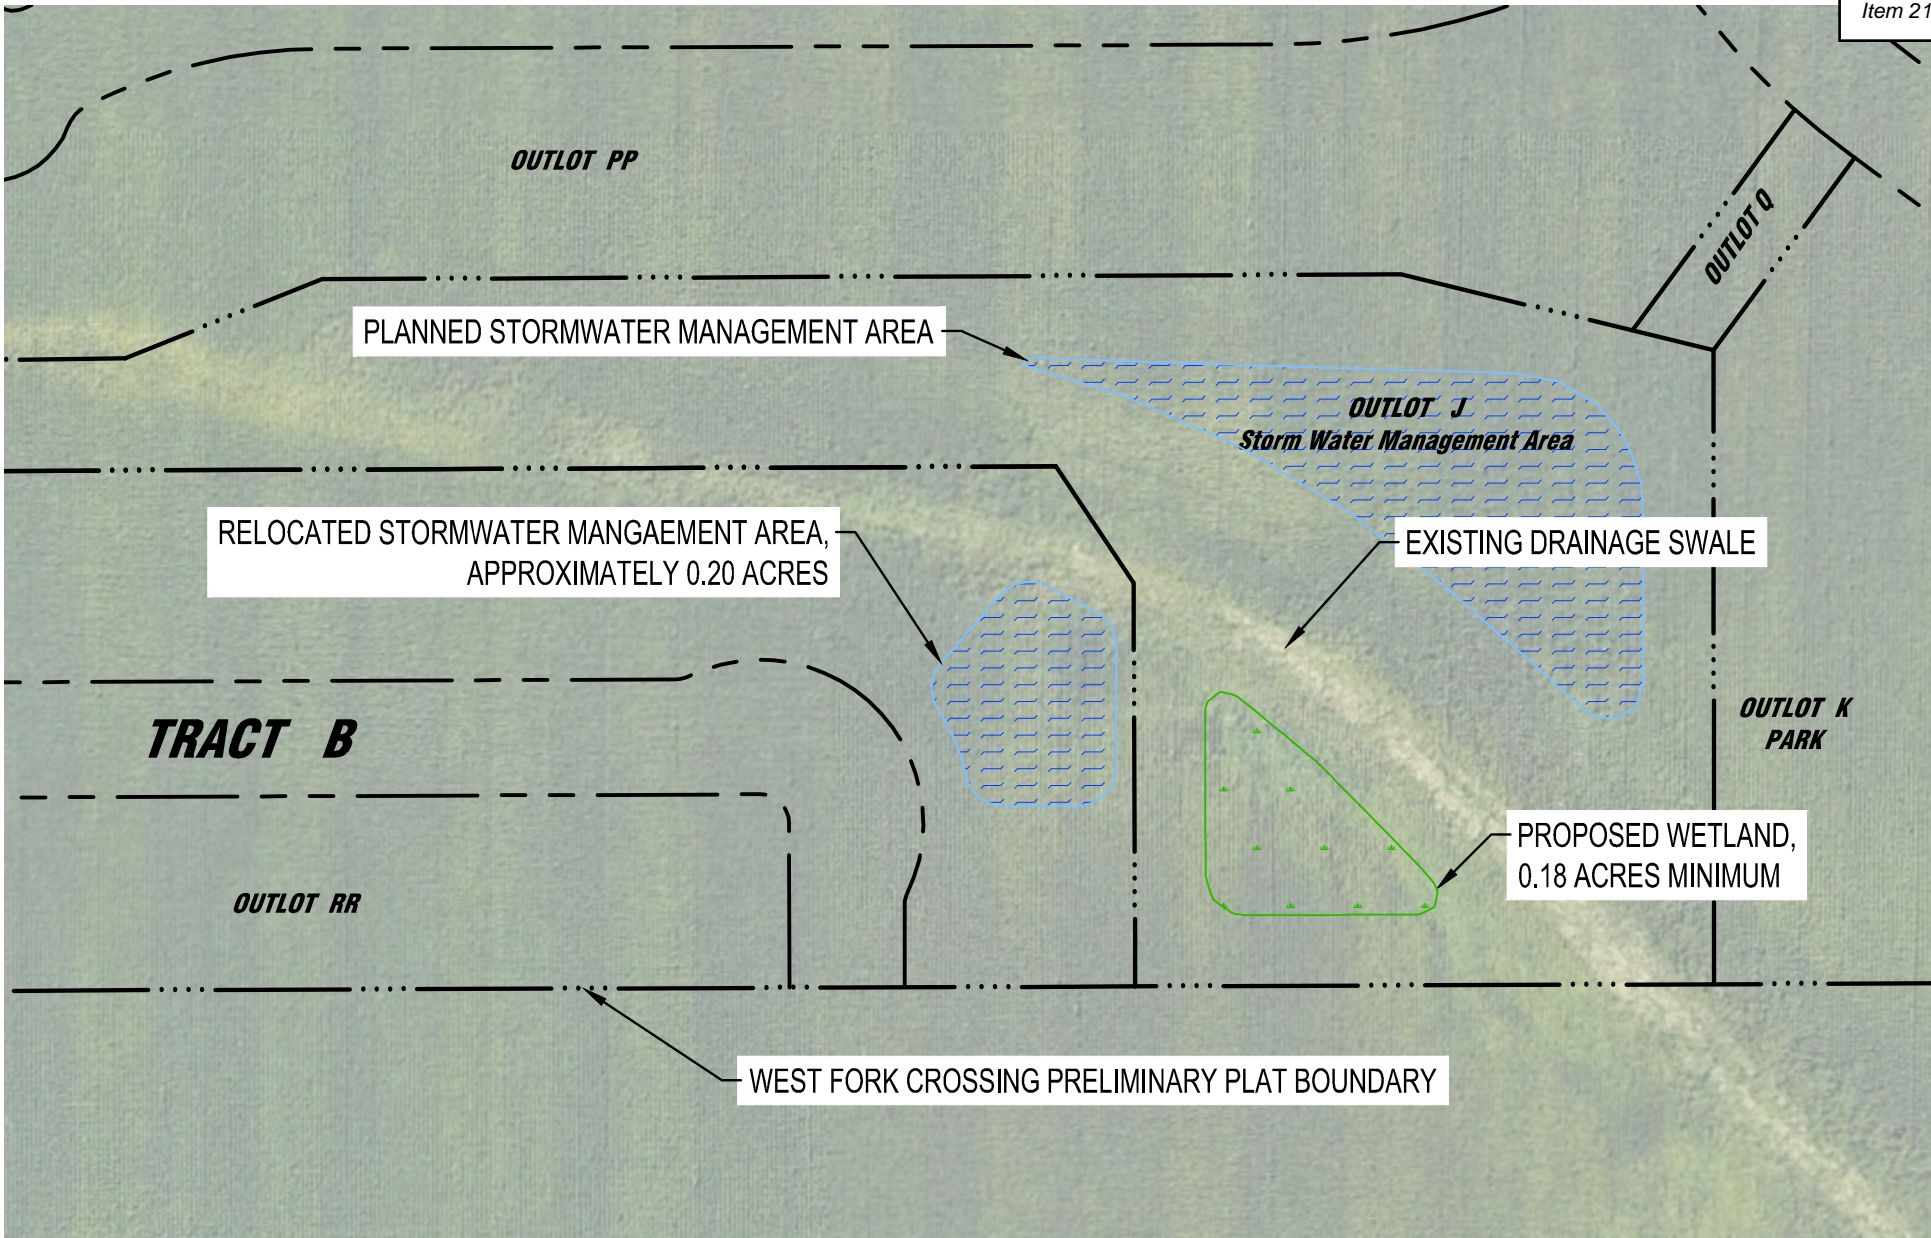 Item 21
OUTLOT PP
OUTLOT Q
PLANNED STORMWATER MANAGEMENT AREA
OUTLOT J
Storm Water Management Area
RELOCATED STORMWATER MANGAEMENT AREA,
APPROXIMATELY 0.20 ACRES
EXISTING DRAINAGE SWALE
TRACT B
OUTLOT K
PARK
PROPOSED WETLAND,
0.18 ACRES MINIMUM
OUTLOT RR
WEST FORK CROSSING PRELIMINARY PLAT BOUNDARY